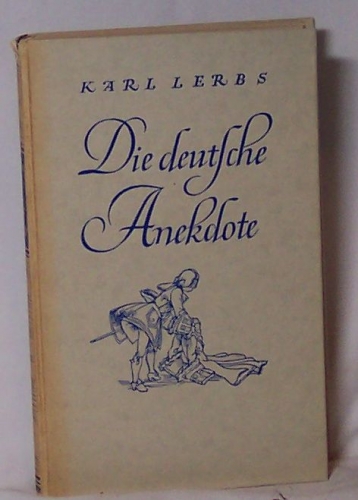 KARL LERBS
Die deutſche
Anekdote